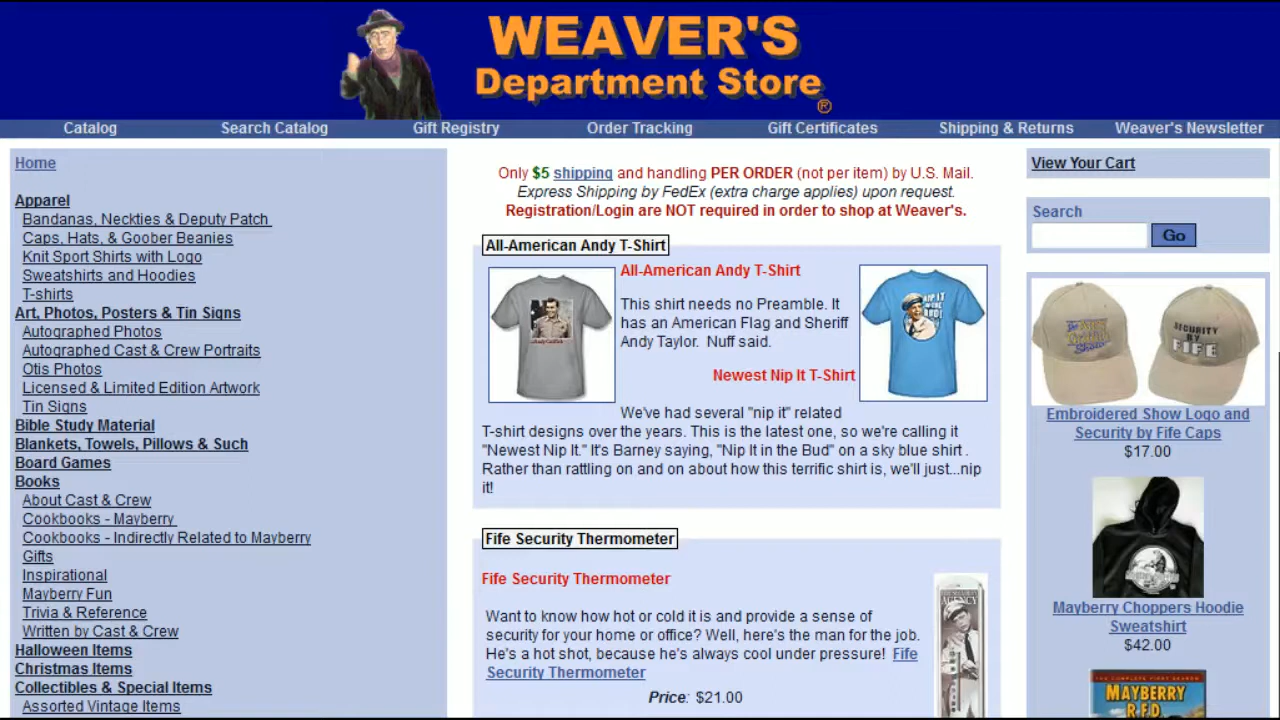 WEAVER'S
Department Store
®
Catalog
Search Catalog
Gift Registry
Order Tracking
Gift Certificates
Shipping & Returns
Weaver's Newsletter
Home
Apparel
Bandanas, Neckties & Deputy Patch
Caps, Hats, & Goober Beanies
Knit Sport Shirts with Logo
Sweatshirts and Hoodies
T-shirts
Art, Photos, Posters & Tin Signs
Autographed Photos
Autographed Cast & Crew Portraits
Otis Photos
Licensed & Limited Edition Artwork
Tin Signs
Bible Study Material
Blankets, Towels, Pillows & Such
Board Games
Books
About Cast & Crew
Cookbooks - Mayberry
Cookbooks - Indirectly Related to Mayberry
Gifts
Inspirational
Mayberry Fun
Trivia & Reference
Written by Cast & Crew
Halloween Items
Christmas Items
Collectibles & Special Items
Assorted Vintage Items
Only $5 shipping and handling PER ORDER (not per item) by U.S. Mail.
Express Shipping by FedEx (extra charge applies) upon request.
Registration/Login are NOT required in order to shop at Weaver's.
All-American Andy T-Shirt
All-American Andy T-Shirt
This shirt needs no Preamble. It
has an American Flag and Sheriff
Andy Taylor. Nuff said.
NIP IT
IN THE
BUD!
Newest Nip It T-Shirt
We've had several "nip it" related
T-shirt designs over the years. This is the latest one, so we're calling it
"Newest Nip It." It's Barney saying, "Nip It in the Bud" on a sky blue shirt .
Rather than rattling on and on about how this terrific shirt is, we'll just...nip
it!
Fife Security Thermometer
Fife Security Thermometer
Want to know how hot or cold it is and provide a sense of
security for your home or office? Well, here's the man for the job.
He's a hot shot, because he's always cool under pressure! Fife
Security Thermometer
Price: $21.00
AGENCY
View Your Cart
Search
Go
SECURITY
BY
FIFE
Embroidered Show Logo and
Security by Fife Caps
$17.00
Mayberry Choppers Hoodie
Sweatshirt
$42.00
THE COMPLETE FIRST SEASON
MAYBERRY
R.F.D.